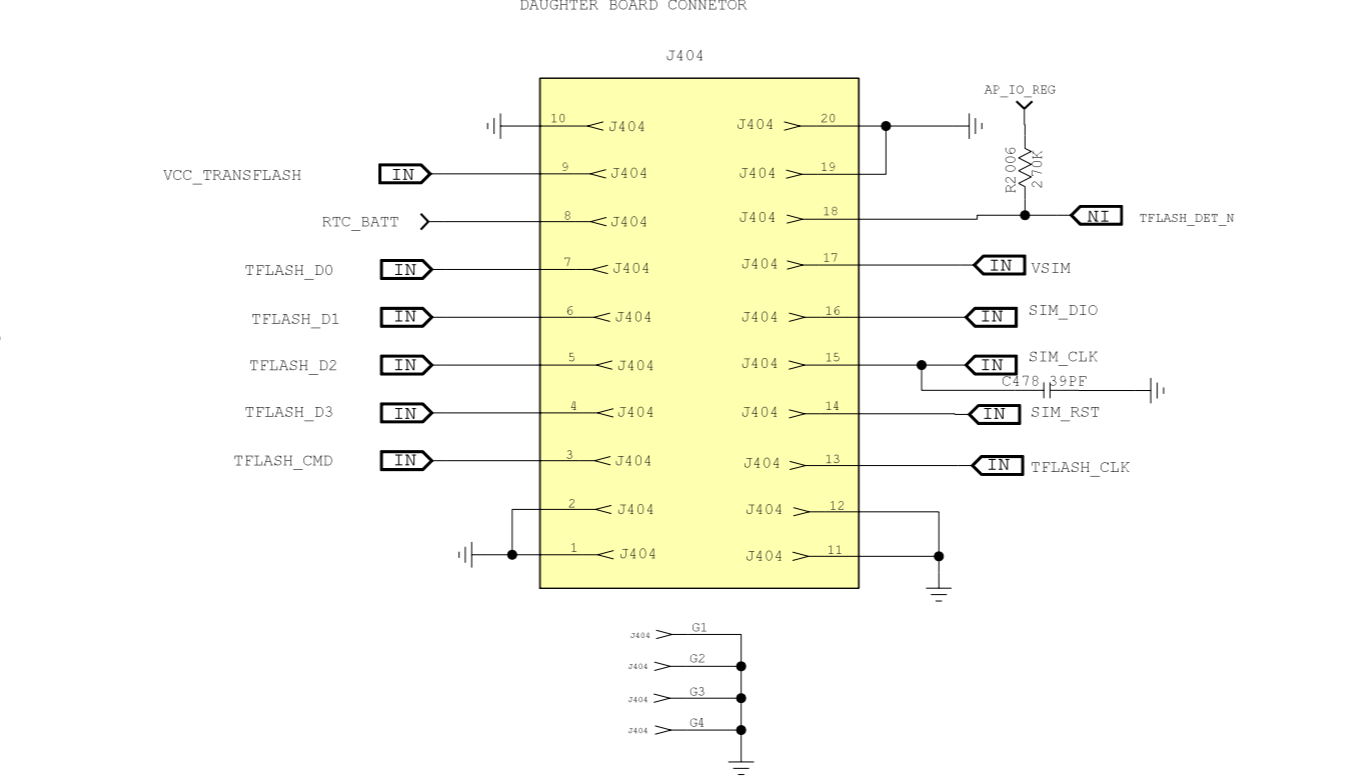 DAUGHTER BOARD CONNETOR
J404
AP_IO_REG
R2006
270K
10 J404
J404 20
VCC_TRANSFLASH IN 9 J404
J404 19
RTC_BATT 8 J404
J404 18 NI TFLASH_DET_N
TFLASH_D0 IN 7 J404
J404 17 IN VSIM
TFLASH_D1 IN 6 J404
J404 16 IN SIM_DIO
TFLASH_D2 IN 5 J404
J404 15 IN SIM_CLK
C478 39PF
TFLASH_D3 IN 4 J404
J404 14 IN SIM_RST
TFLASH_CMD IN 3 J404
J404 13 IN TFLASH_CLK
2 J404
J404 12
1 J404
J404 11
J404 G1
J404 G2
J404 G3
J404 G4